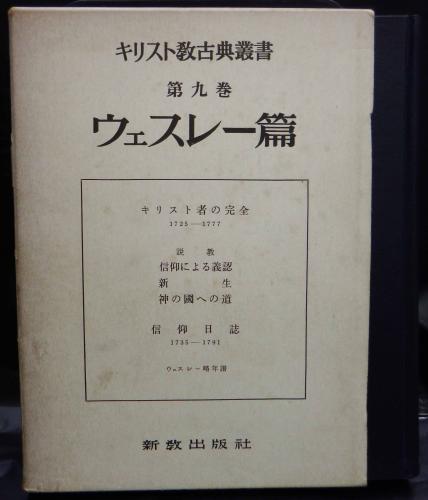 キリスト教古典叢書
第九巻
ウェスレー篇
キリスト者の完全
1725―1777
説教
信仰による義認
新生
神の國への道
信仰日誌
1735―1791
ウェスレー略年譜
新教出版社